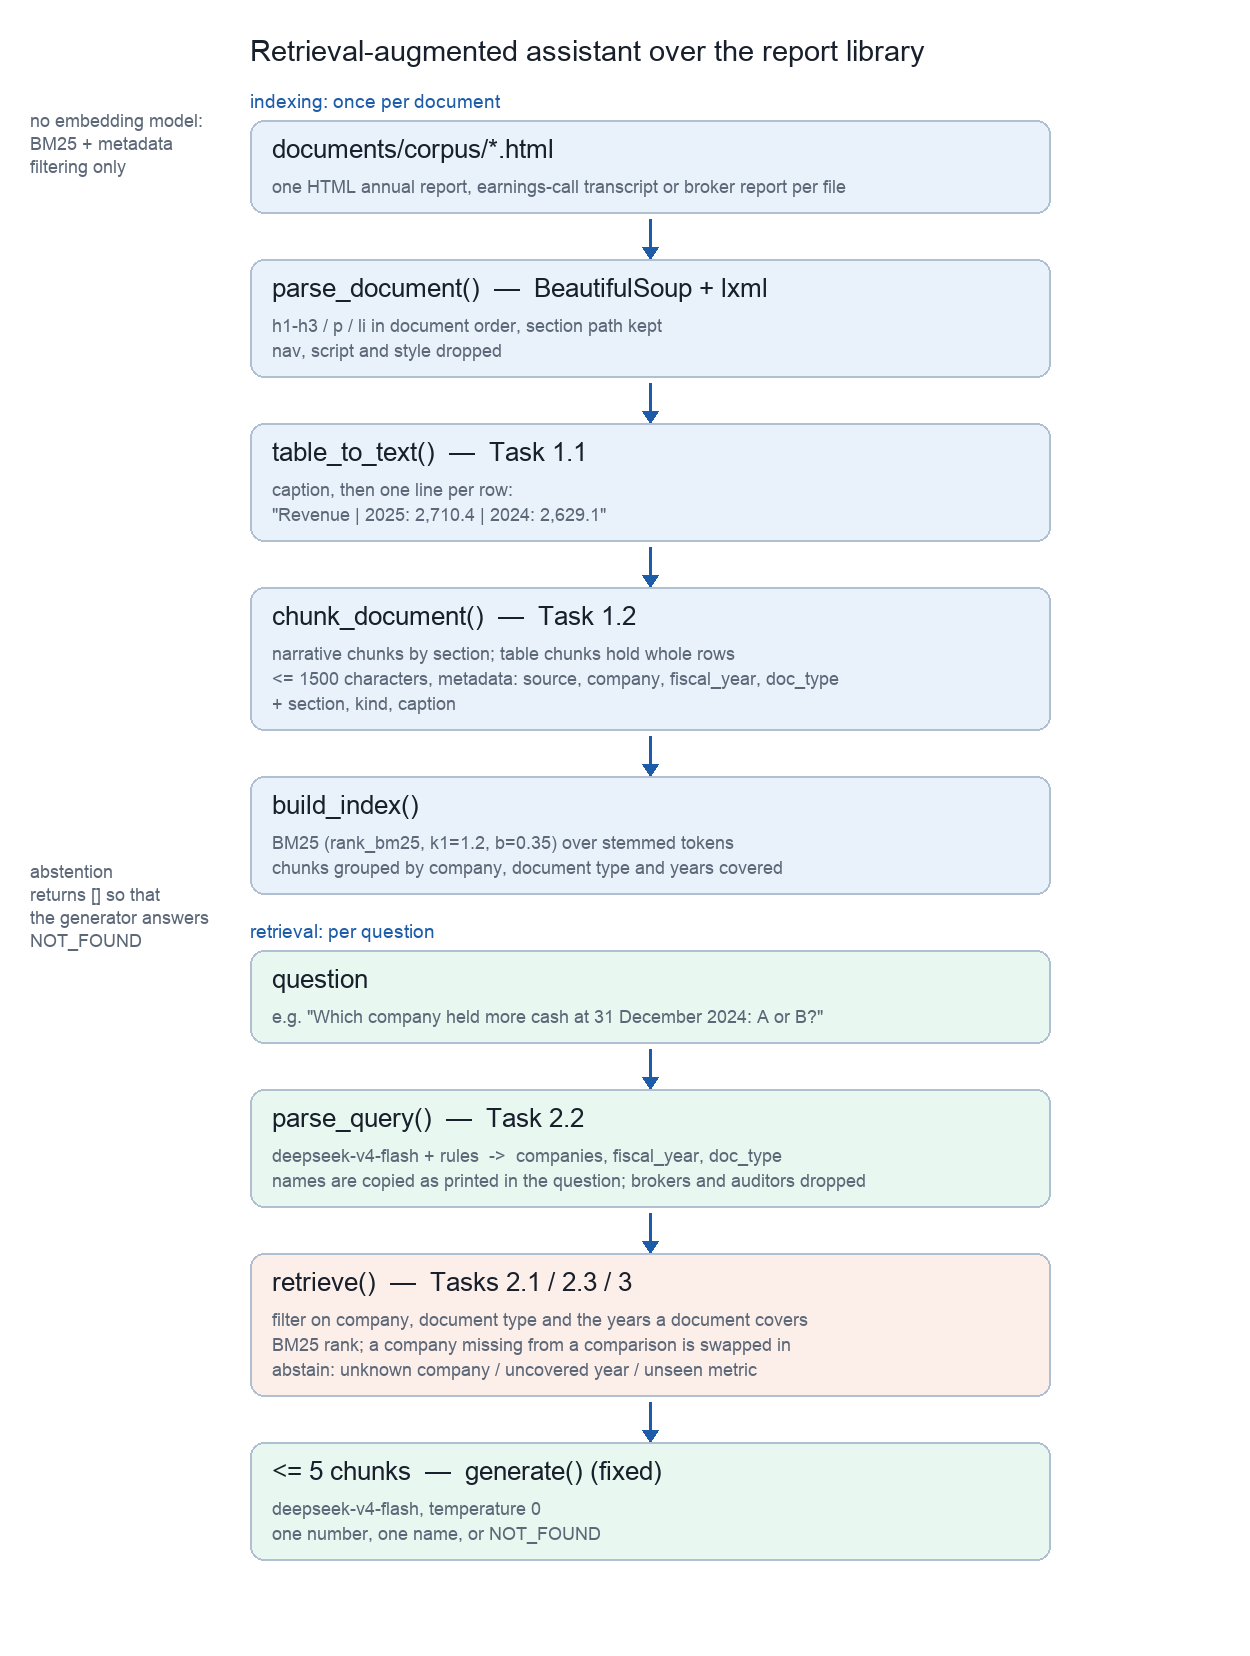 Retrieval-augmented assistant over the report library
indexing: once per document
no embedding model:
BM25 + metadata
filtering only
documents/corpus/*.html
one HTML annual report, earnings-call transcript or broker report per file
parse_document() — BeautifulSoup + lxml
h1-h3 / p / li in document order, section path kept
nav, script and style dropped
table_to_text() — Task 1.1
caption, then one line per row:
"Revenue | 2025: 2,710.4 | 2024: 2,629.1"
chunk_document() — Task 1.2
narrative chunks by section; table chunks hold whole rows
<= 1500 characters, metadata: source, company, fiscal_year, doc_type
+ section, kind, caption
build_index()
BM25 (rank_bm25, k1=1.2, b=0.35) over stemmed tokens
chunks grouped by company, document type and years covered
abstention
returns [] so that
the generator answers
NOT_FOUND
retrieval: per question
question
e.g. "Which company held more cash at 31 December 2024: A or B?"
parse_query() — Task 2.2
deepseek-v4-flash + rules -> companies, fiscal_year, doc_type
names are copied as printed in the question; brokers and auditors dropped
retrieve() — Tasks 2.1 / 2.3 / 3
filter on company, document type and the years a document covers
BM25 rank; a company missing from a comparison is swapped in
abstain: unknown company / uncovered year / unseen metric
<= 5 chunks — generate() (fixed)
deepseek-v4-flash, temperature 0
one number, one name, or NOT_FOUND